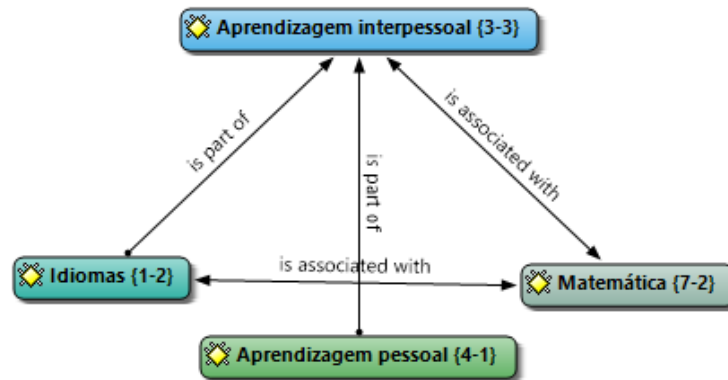 Aprendizagem interpessoal {3-3}
is part of
is part of
is associated with
Idiomas {1-2}
is associated with
Matemática {7-2}
Aprendizagem pessoal {4-1}